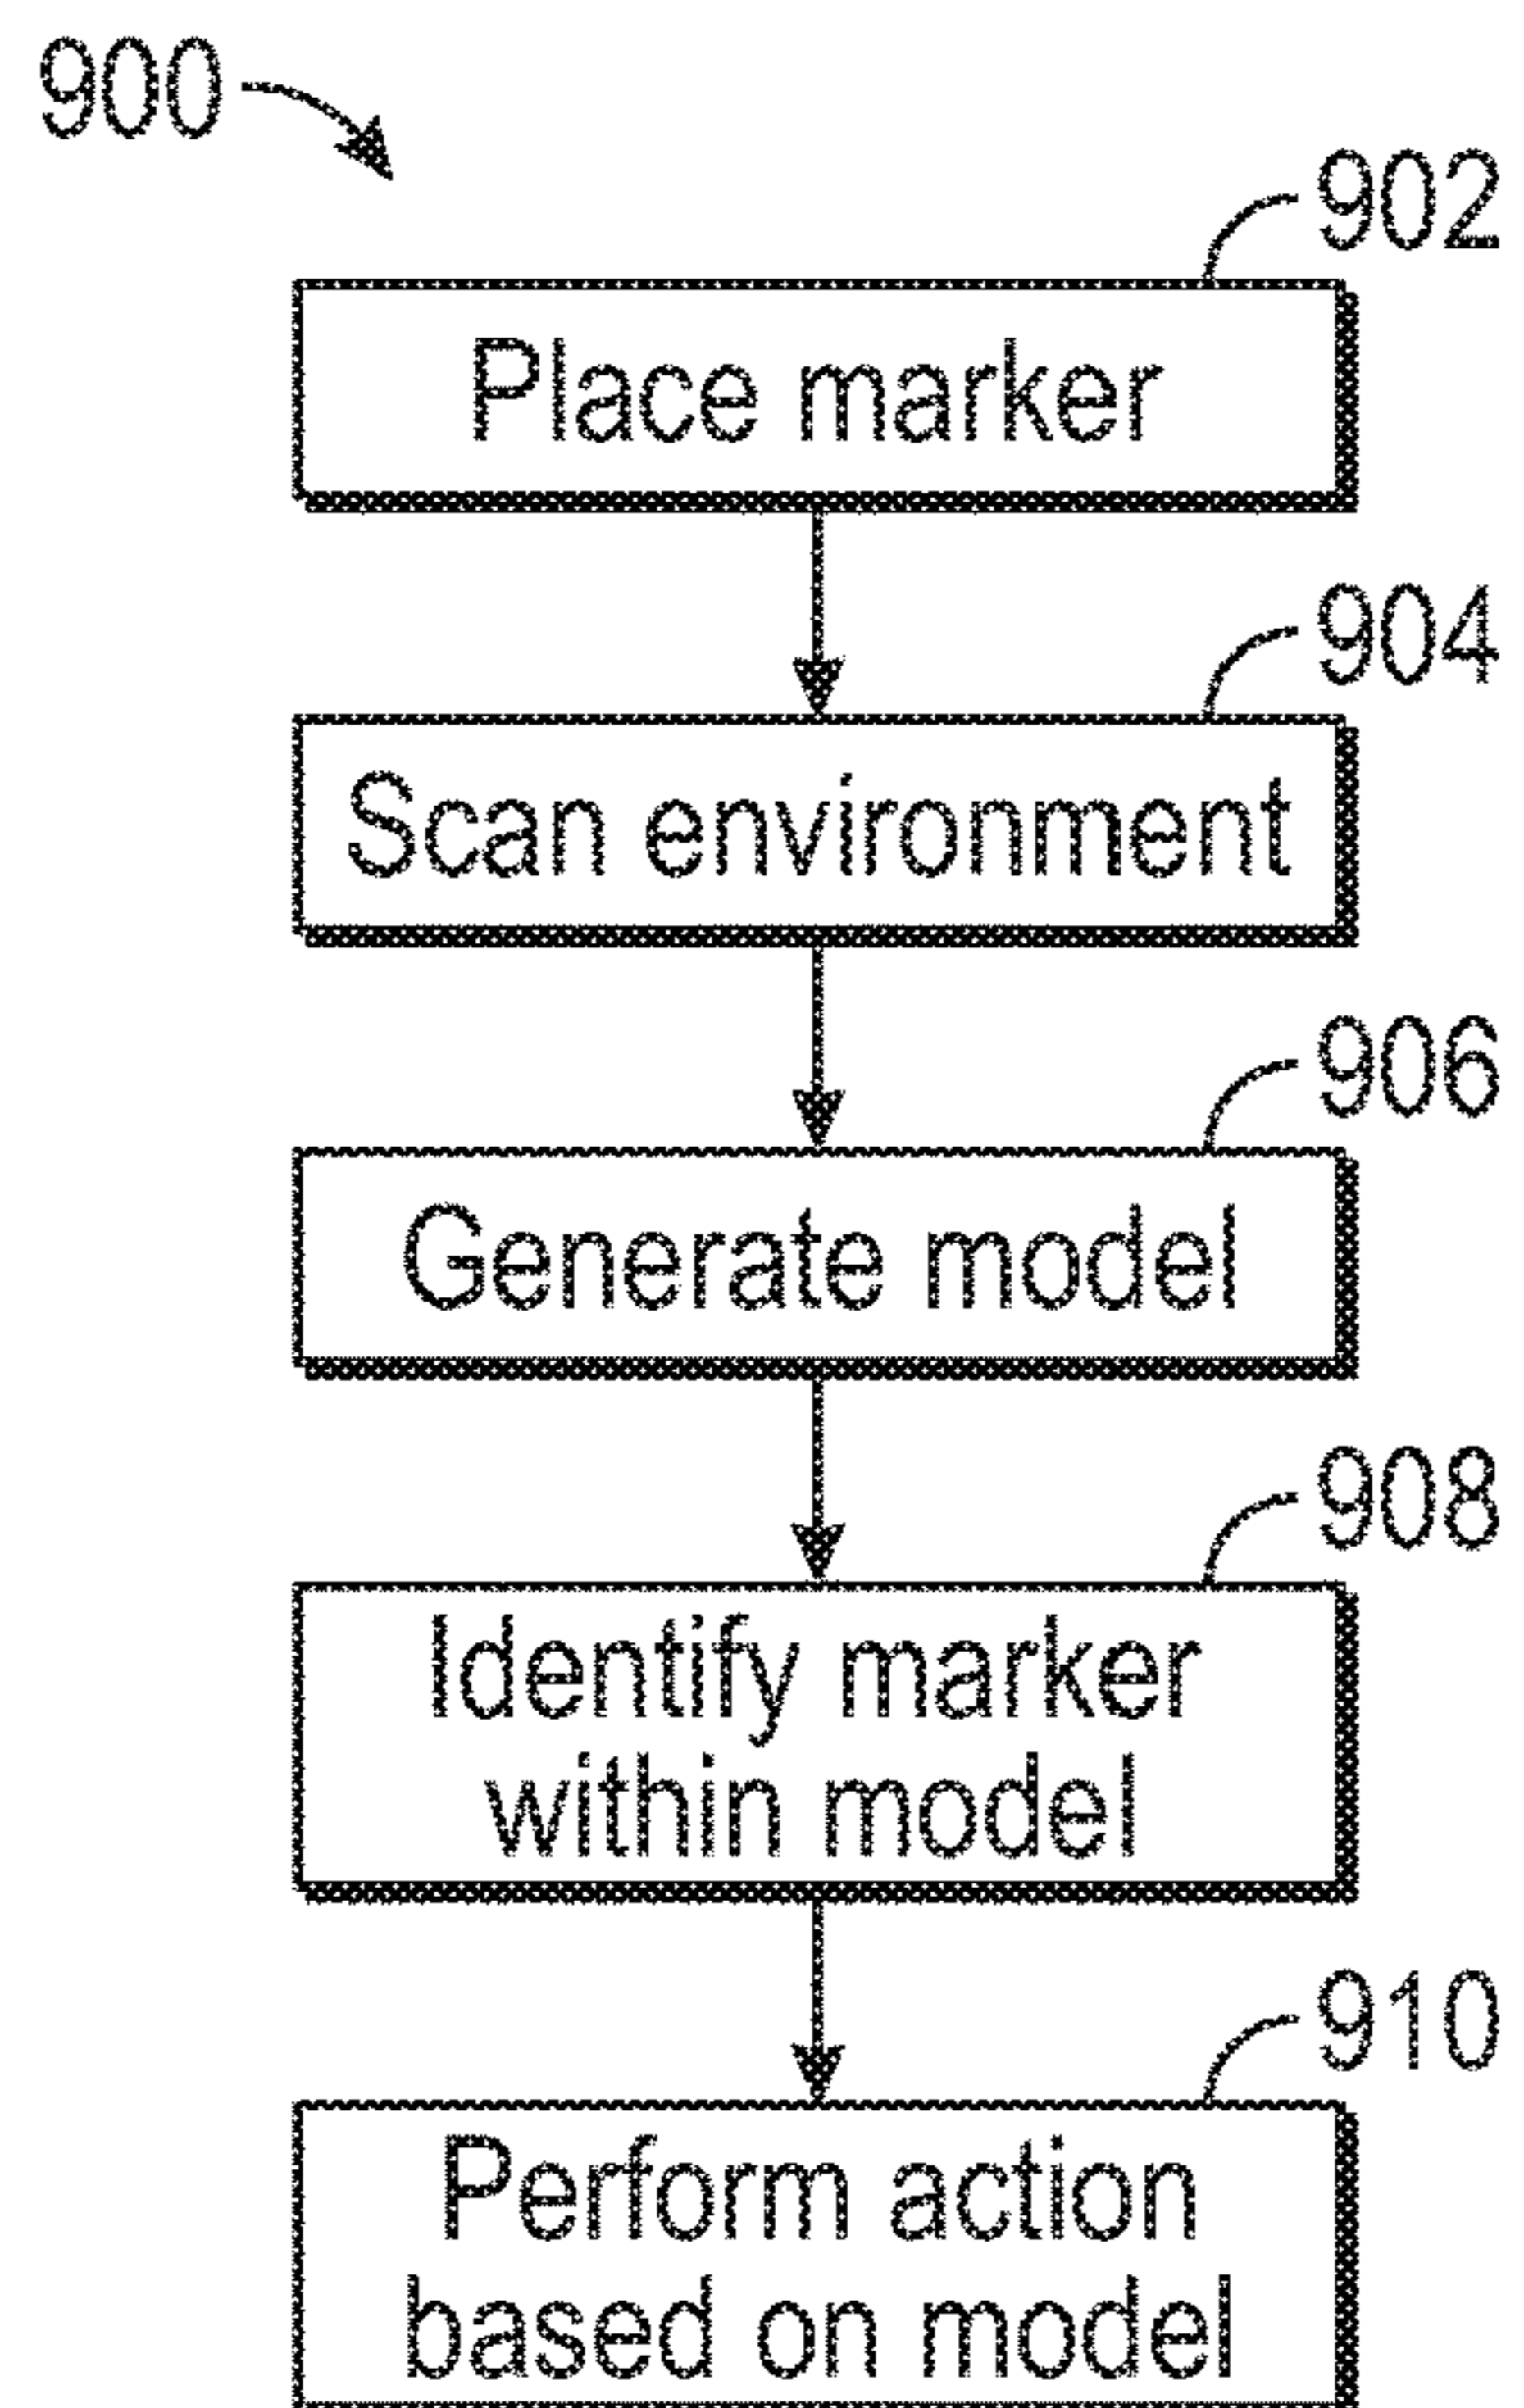 900
902
Place marker
904
Scan environment
906
Generate model
908
Identify marker
within model
910
Perform action
based on model